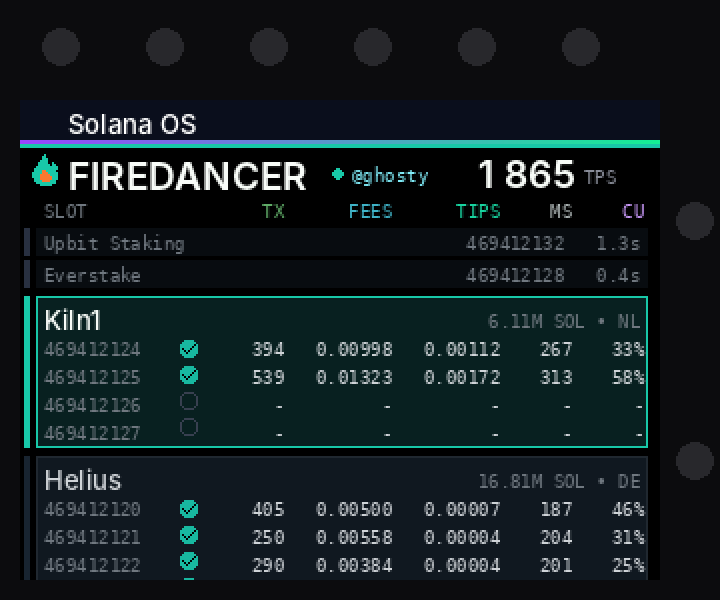 Solana OS
FIREDANCER @ghosty 1 865 TPS
SLOT TX FEES TIPS MS CU
Upbit Staking 469412132 1.3s
Everstake 469412128 0.4s
Kiln1 6.11M SOL • NL
469412124 394 0.00998 0.00112 267 33%
469412125 539 0.01323 0.00172 313 58%
469412126 - - - - -
469412127 - - - - -
Helius 16.81M SOL • DE
469412120 405 0.00500 0.00007 187 46%
469412121 250 0.00558 0.00004 204 31%
469412122 290 0.00384 0.00004 201 25%